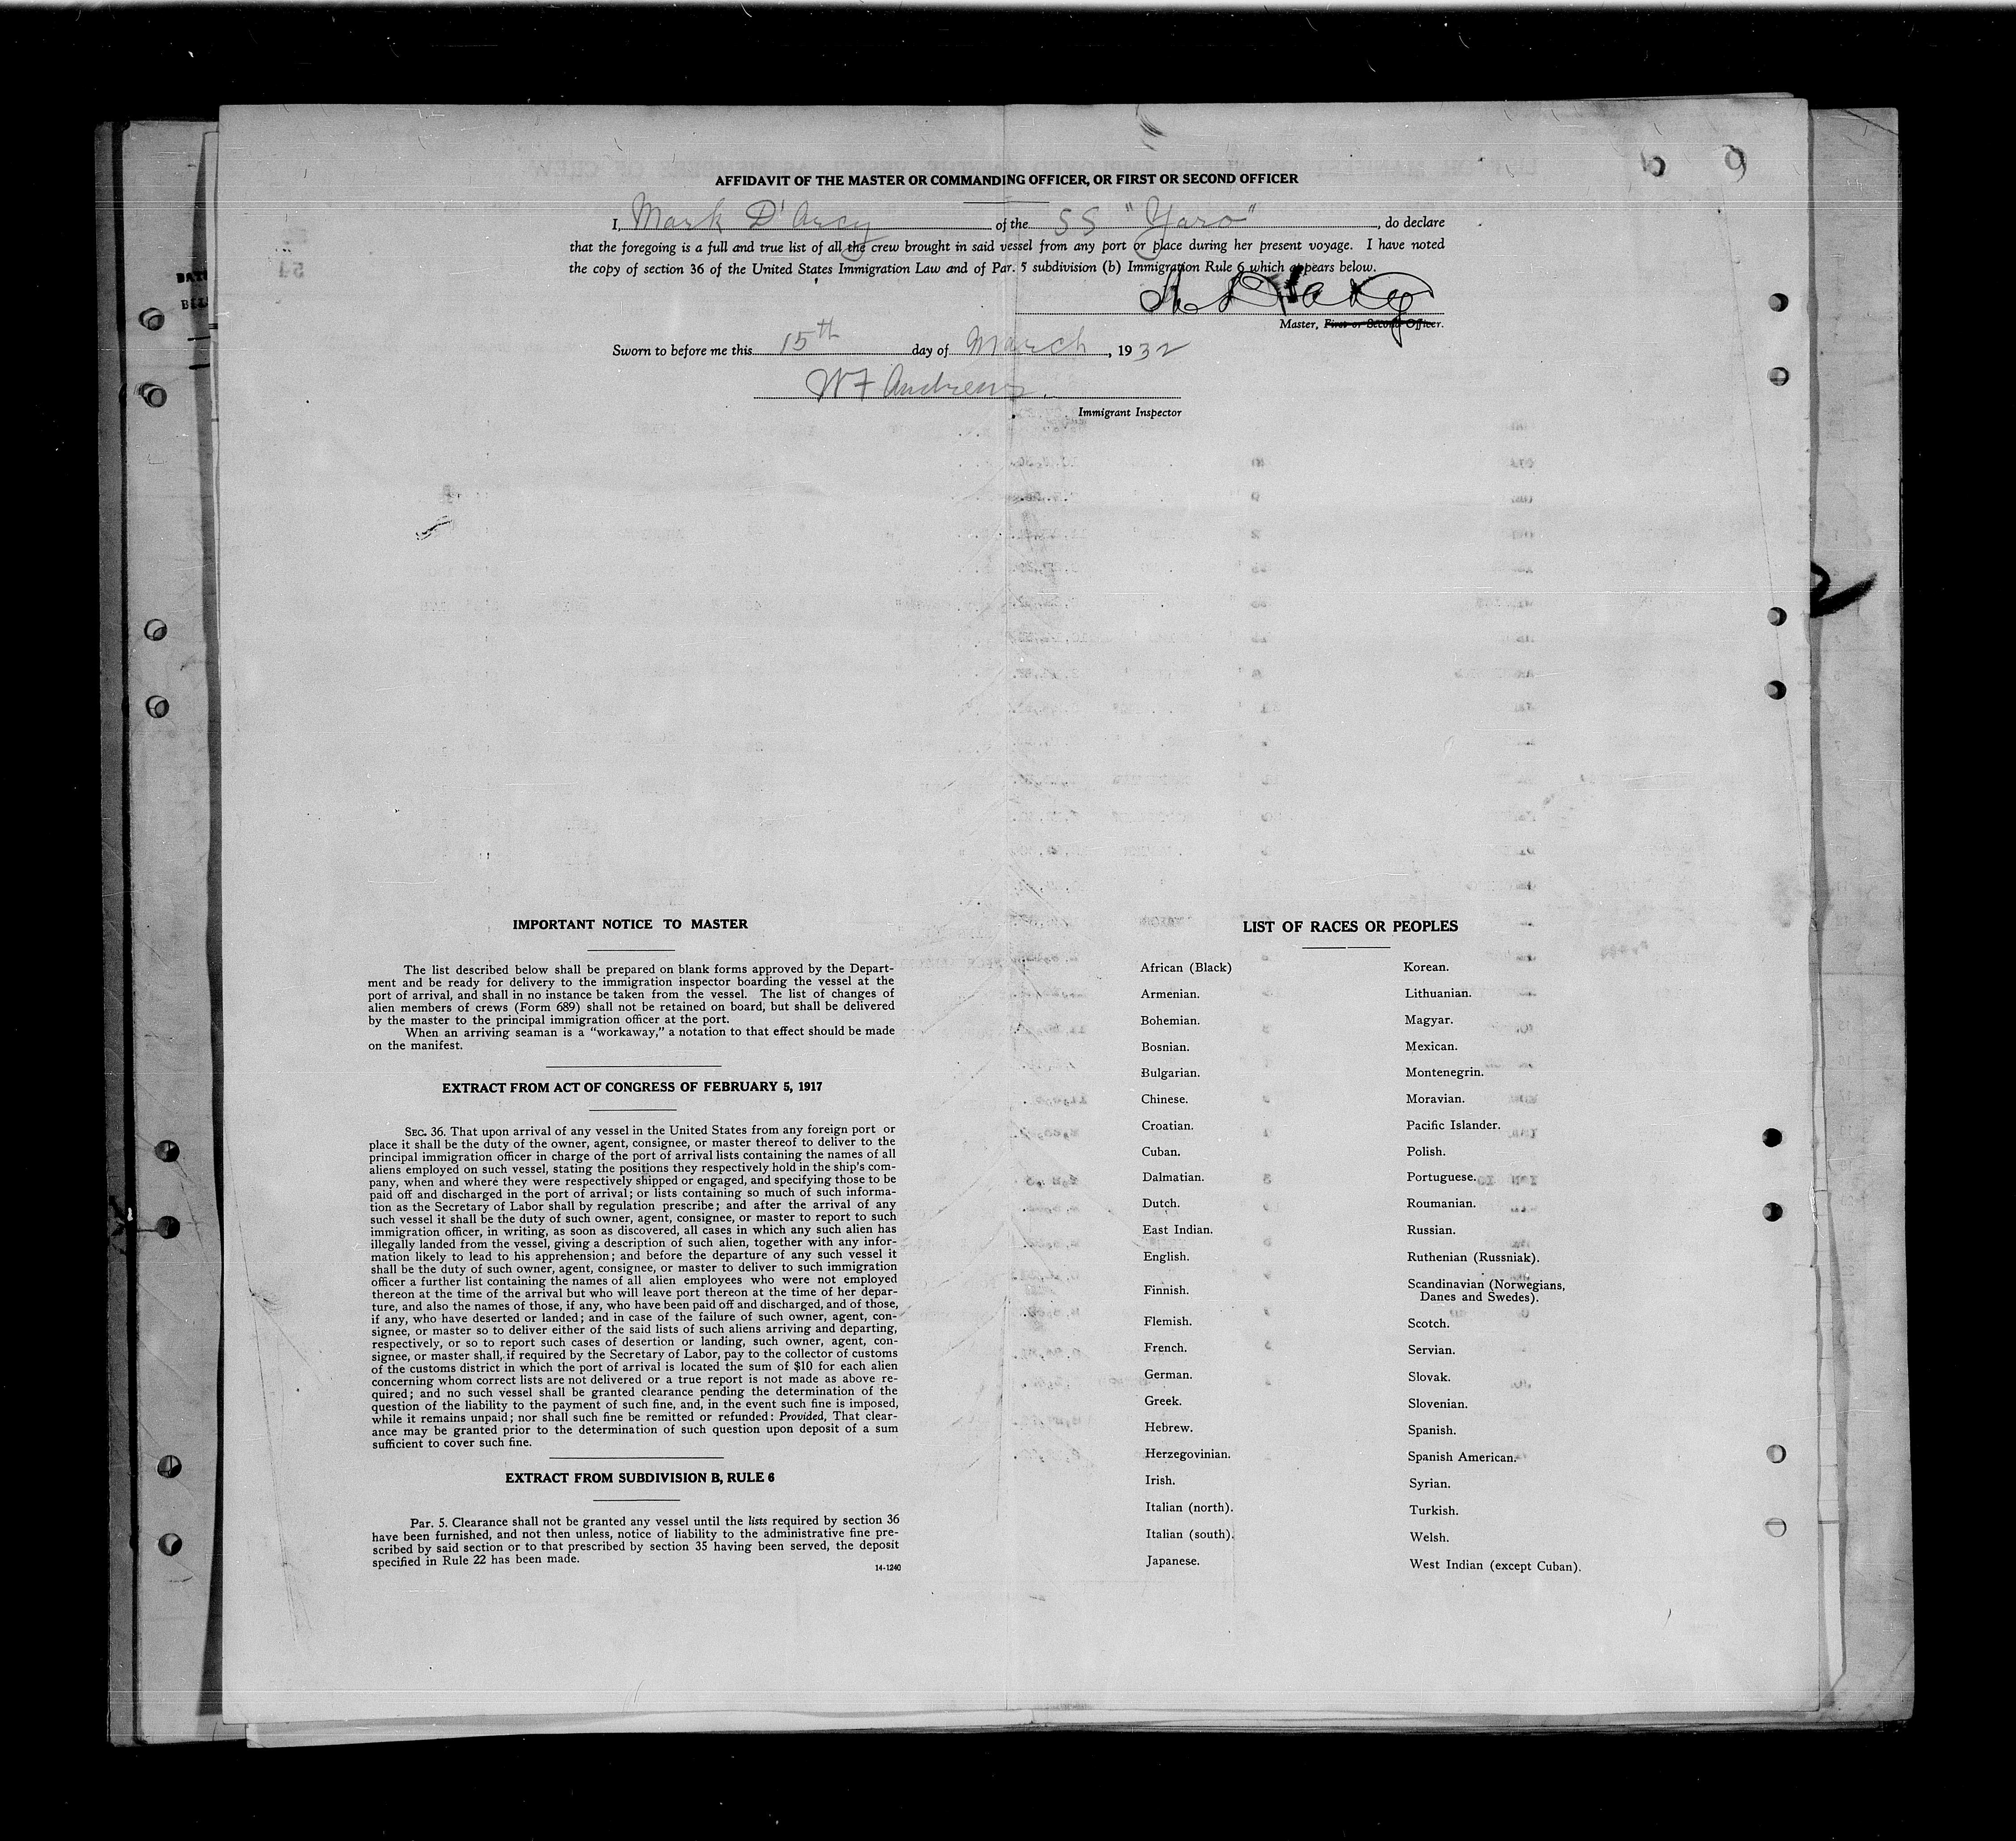 AFFIDAVIT OF THE MASTER OR COMMANDING OFFICER, OR FIRST OR SECOND OFFICER
I, Mark D'Arcy of the SS "Yaro", do declare
that the foregoing is a full and true list of all the crew brought in said vessel from any port or place during her present voyage. I have noted
the copy of section 36 of the United States Immigration Law and of Par. 5 subdivision (b) Immigration Rule 6 which appears below.
Master, First or Second Officer.
Sworn to before me this 15th day of March, 1932
W F Andrews.
Immigrant Inspector
IMPORTANT NOTICE TO MASTER
The list described below shall be prepared on blank forms approved by the Depart-
ment and be ready for delivery to the immigration inspector boarding the vessel at the
port of arrival, and shall in no instance be taken from the vessel. The list of changes of
alien members of crews (Form 689) shall not be retained on board, but shall be delivered
by the master to the principal immigration officer at the port.
When an arriving seaman is a "workaway," a notation to that effect should be made
on the manifest.
EXTRACT FROM ACT OF CONGRESS OF FEBRUARY 5, 1917
SEC. 36. That upon arrival of any vessel in the United States from any foreign port or
place it shall be the duty of the owner, agent, consignee, or master thereof to deliver to the
principal immigration officer in charge of the port of arrival lists containing the names of all
aliens employed on such vessel, stating the positions they respectively hold in the ship's com-
pany, when and where they were respectively shipped or engaged, and specifying those to be
paid off and discharged in the port of arrival; or lists containing so much of such informa-
tion as the Secretary of Labor shall by regulation prescribe; and after the arrival of any
such vessel it shall be the duty of such owner, agent, consignee, or master to report to such
immigration officer, in writing, as soon as discovered, all cases in which any such alien has
illegally landed from the vessel, giving a description of such alien, together with any infor-
mation likely to lead to his apprehension; and before the departure of any such vessel it
shall be the duty of such owner, agent, consignee, or master to deliver to such immigration
officer a further list containing the names of all alien employees who were not employed
thereon at the time of the arrival but who will leave port thereon at the time of her depar-
ture, and also the names of those, if any, who have been paid off and discharged, and of those,
if any, who have deserted or landed; and in case of the failure of such owner, agent, con-
signee, or master so to deliver either of the said lists of such aliens arriving and departing,
respectively, or so to report such cases of desertion or landing, such owner, agent, con-
signee, or master shall, if required by the Secretary of Labor, pay to the collector of customs
of the customs district in which the port of arrival is located the sum of $10 for each alien
concerning whom correct lists are not delivered or a true report is not made as above re-
quired; and no such vessel shall be granted clearance pending the determination of the
question of the liability to the payment of such fine, and, in the event such fine is imposed,
while it remains unpaid; nor shall such fine be remitted or refunded: Provided, That clear-
ance may be granted prior to the determination of such question upon deposit of a sum
sufficient to cover such fine.
EXTRACT FROM SUBDIVISION B, RULE 6
Par. 5. Clearance shall not be granted any vessel until the lists required by section 36
have been furnished, and not then unless, notice of liability to the administrative fine pre-
scribed by said section or to that prescribed by section 35 having been served, the deposit
specified in Rule 22 has been made.
14-1240
LIST OF RACES OR PEOPLES
African (Black)
Armenian.
Bohemian.
Bosnian.
Bulgarian.
Chinese.
Croatian.
Cuban.
Dalmatian.
Dutch.
East Indian.
English.
Finnish.
Flemish.
French.
German.
Greek.
Hebrew.
Herzegovinian.
Irish.
Italian (north).
Italian (south).
Japanese.
Korean.
Lithuanian.
Magyar.
Mexican.
Montenegrin.
Moravian.
Pacific Islander.
Polish.
Portuguese.
Roumanian.
Russian.
Ruthenian (Russniak).
Scandinavian (Norwegians,
Danes and Swedes).
Scotch.
Servian.
Slovak.
Slovenian.
Spanish.
Spanish American.
Syrian.
Turkish.
Welsh.
West Indian (except Cuban).